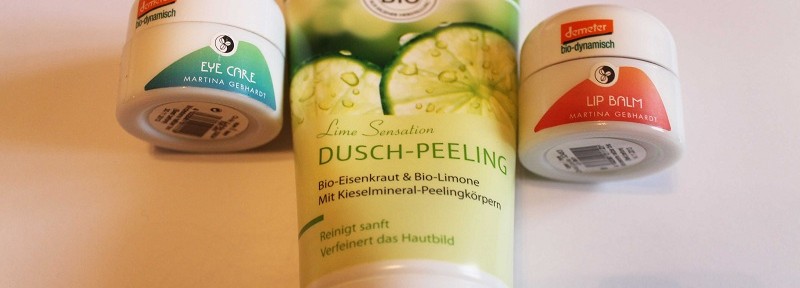 demeter
bio-dynamisch
EYE CARE
MARTINA GEBHARDT
BIO
Lime Sensation
DUSCH-PEELING
Bio-Eisenkraut & Bio-Limone
Mit Kieselmineral-Peelingkörpern
Reinigt sanft
Verfeinert das Hautbild
demeter
bio-dynamisch
LIP BALM
MARTINA GEBHARDT